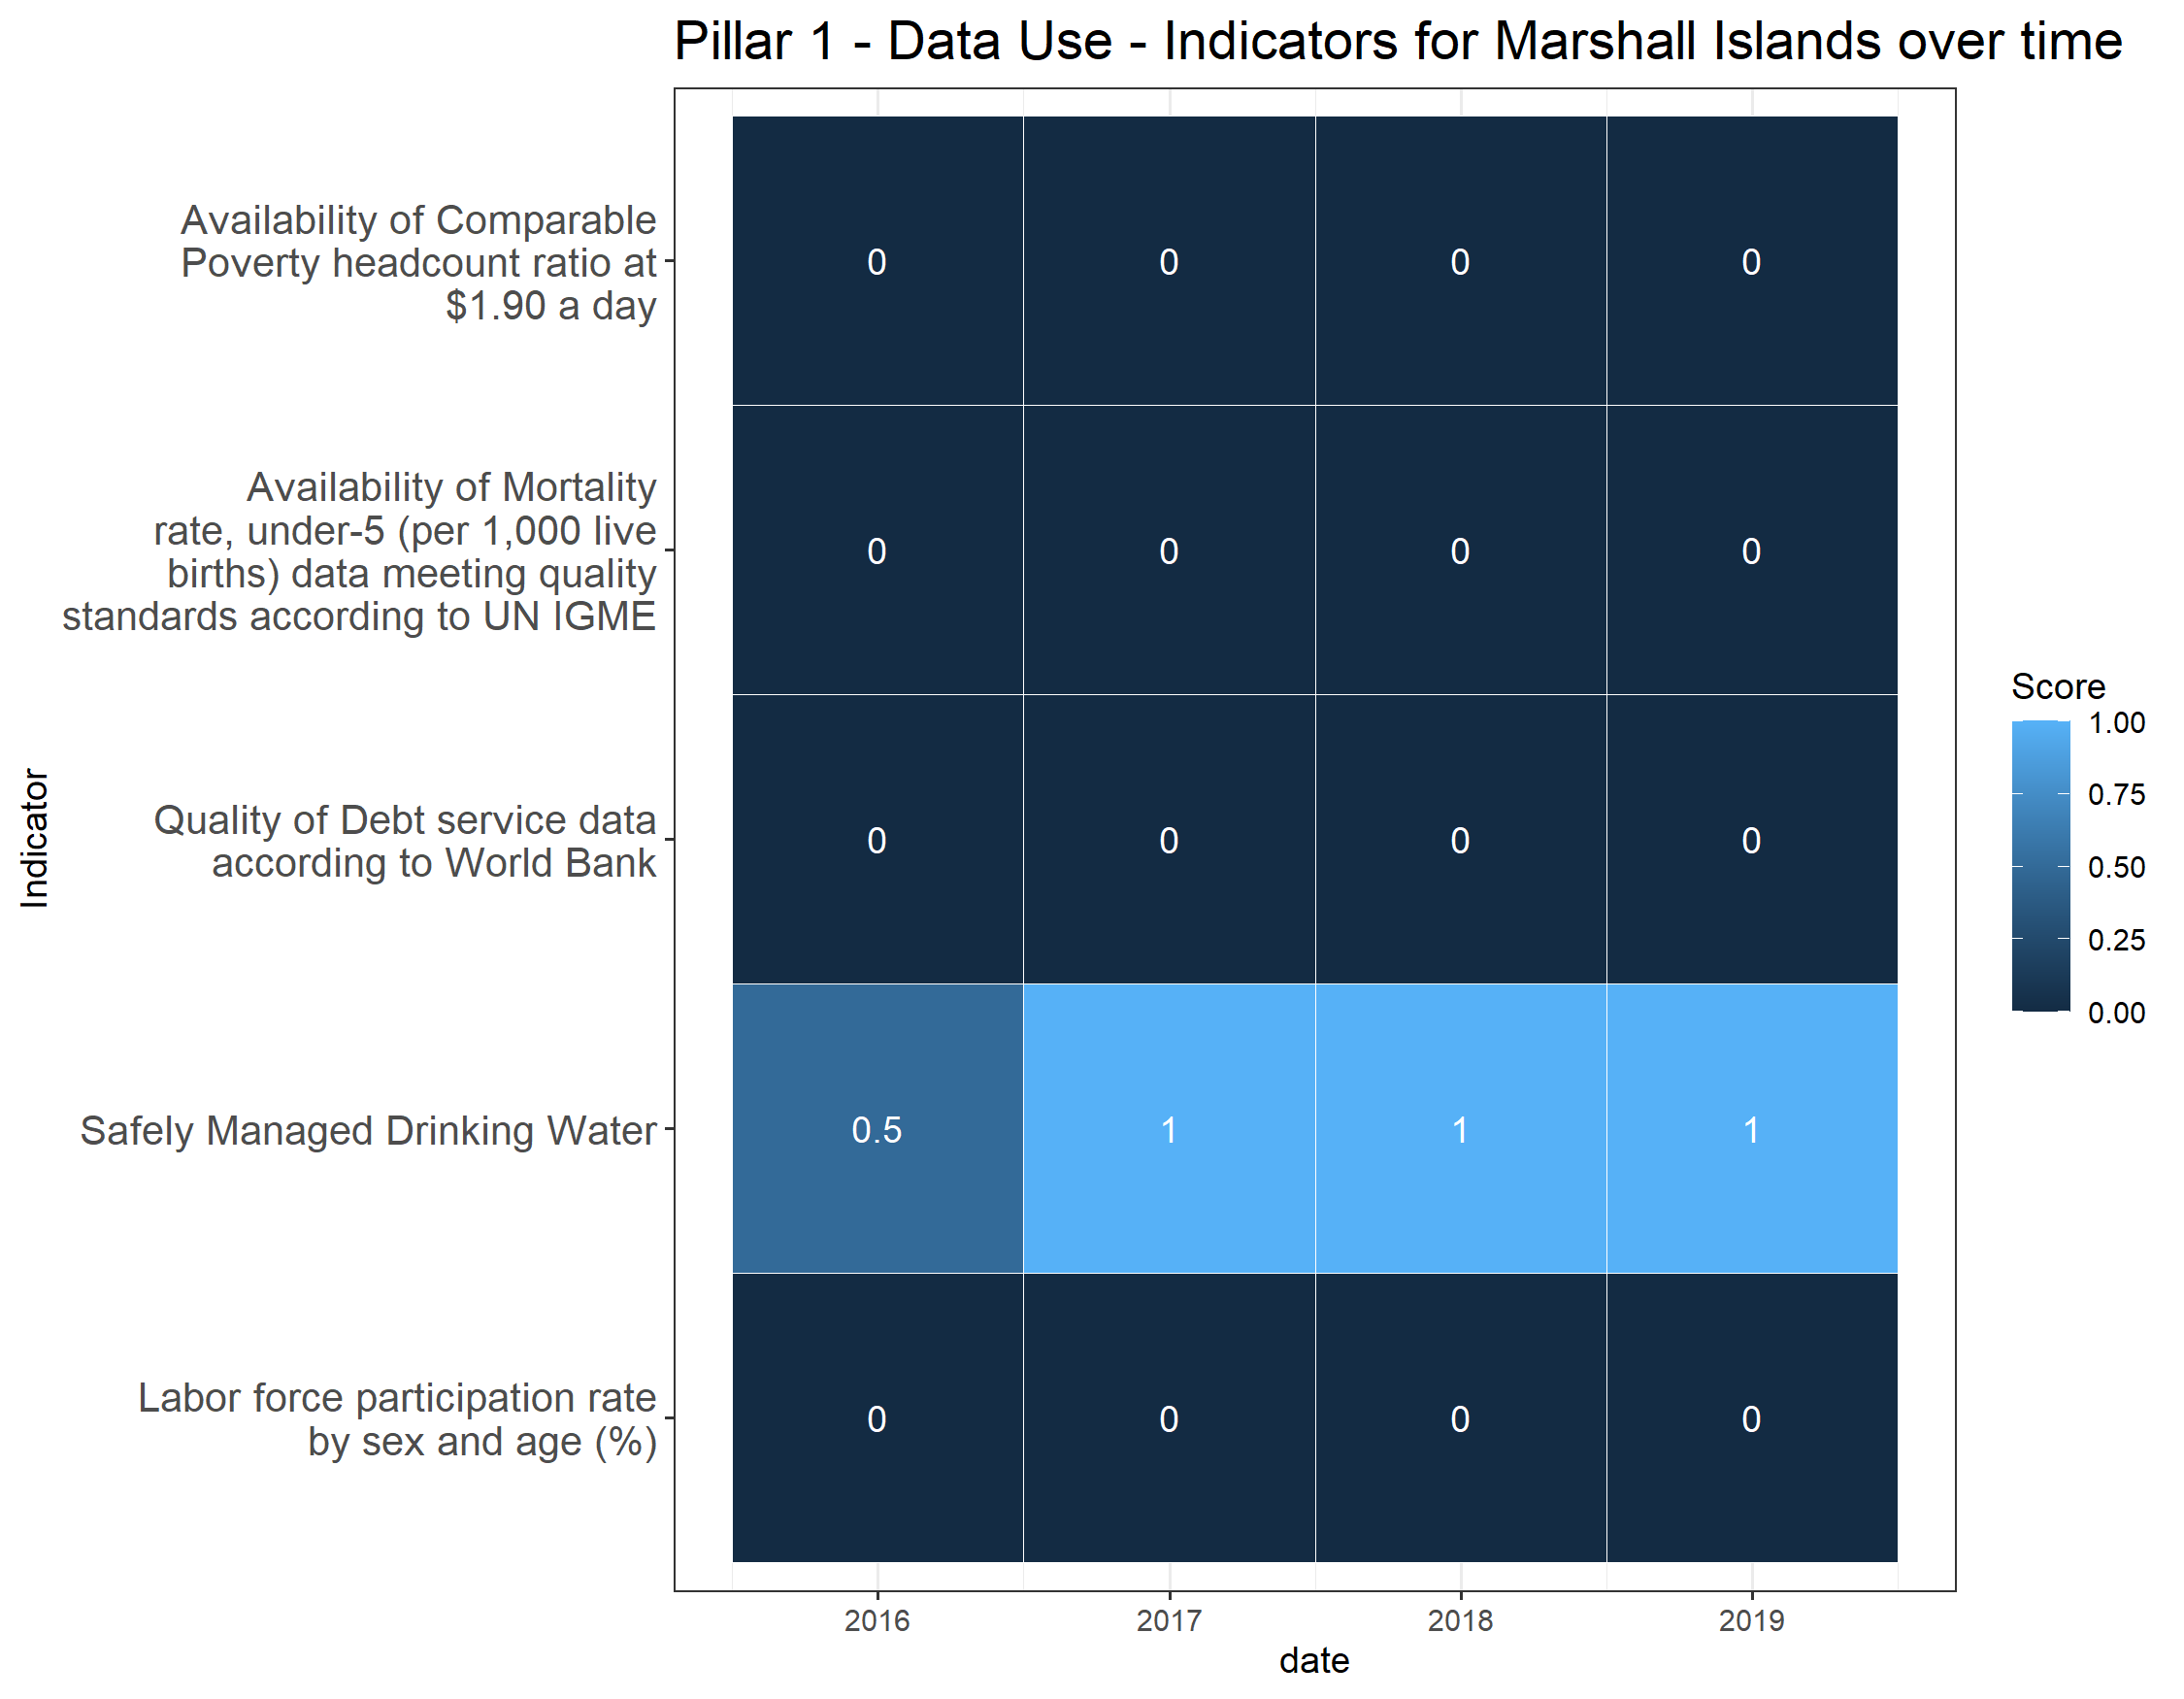 Pillar 1 - Data Use - Indicators for Marshall Islands over time
Indicator
Availability of Comparable
Poverty headcount ratio at
$1.90 a day
0 0 0 0
Availability of Mortality
rate, under-5 (per 1,000 live
births) data meeting quality
standards according to UN IGME
0 0 0 0
Quality of Debt service data
according to World Bank
0 0 0 0
Safely Managed Drinking Water
0.5 1 1 1
Labor force participation rate
by sex and age (%)
0 0 0 0
2016 2017 2018 2019
date
Score
1.00
0.75
0.50
0.25
0.00